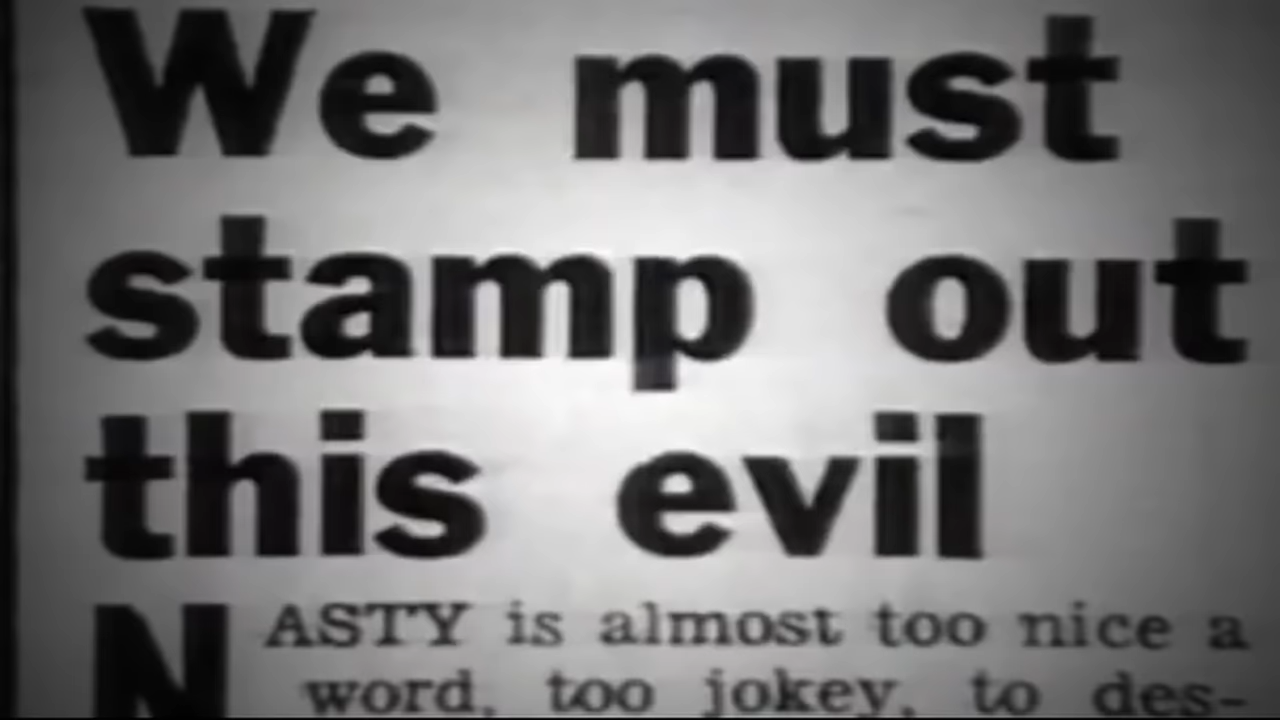 We must
stamp out
this evil
NASTY is almost too nice a
word, too jokey, to des-